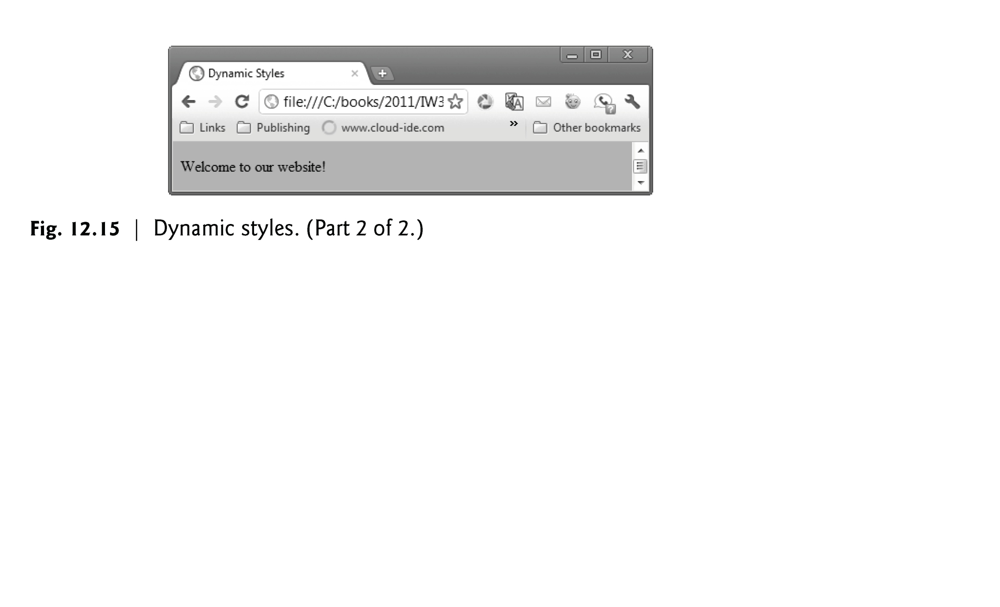 Dynamic Styles
file:///C:/books/2011/IW3
Links Publishing www.cloud-ide.com » Other bookmarks
Welcome to our website!
Fig. 12.15 | Dynamic styles. (Part 2 of 2.)